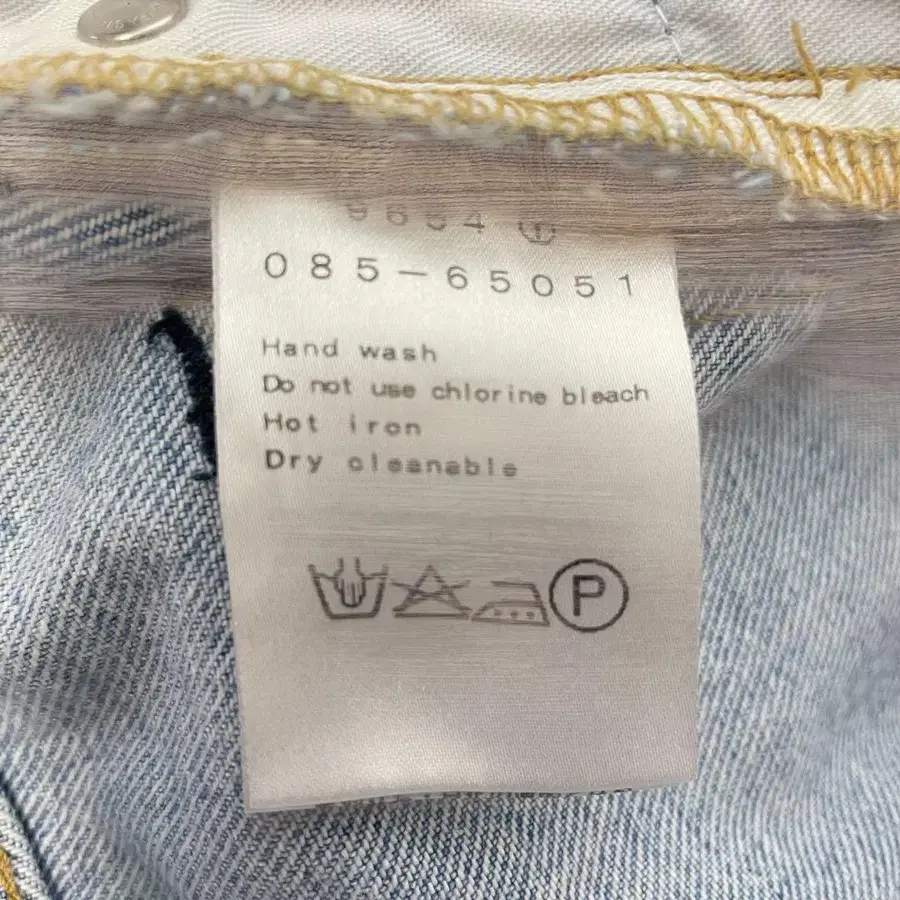 085-65051
Hand wash
Do not use chlorine bleach
Hot iron
Dry cleanable
P